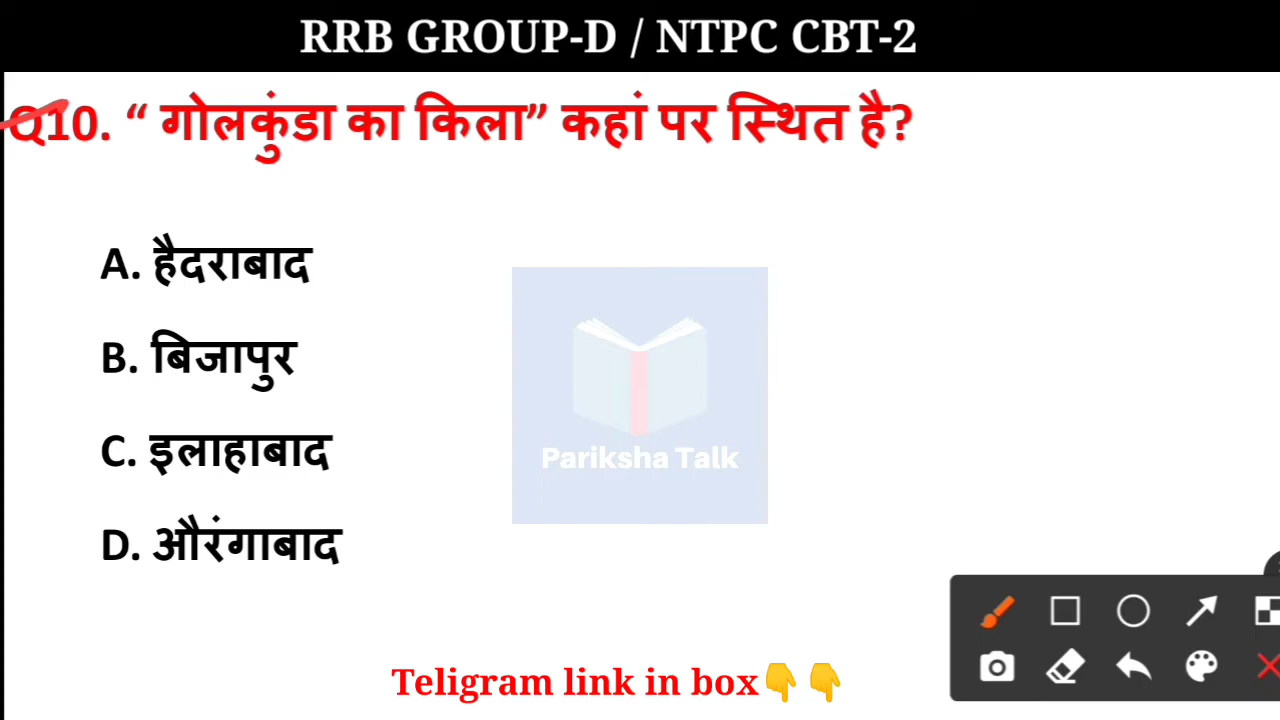 RRB GROUP-D / NTPC CBT-2
Q10. “ गोलकुंडा का किला” कहां पर स्थित है?
A. हैदराबाद
B. बिजापुर
C. इलाहाबाद
D. औरंगाबाद
Pariksha Talk
Teligram link in box👇👇